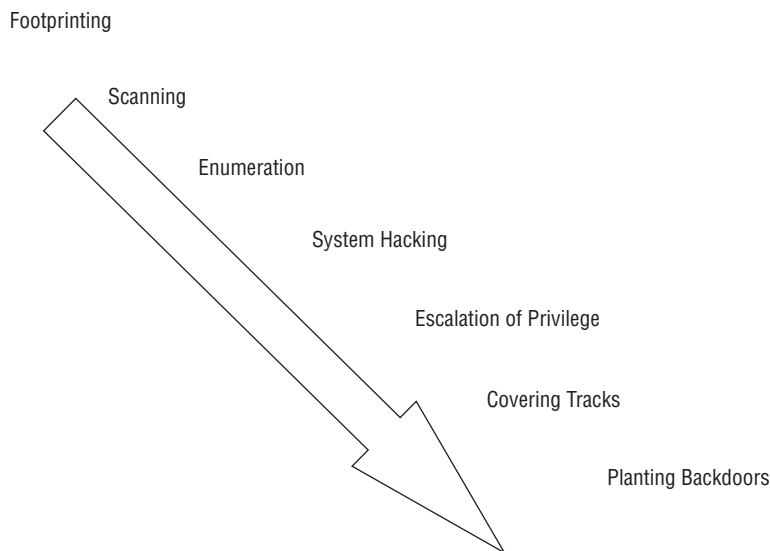 Footprinting
Scanning
Enumeration
System Hacking
Escalation of Privilege
Covering Tracks
Planting Backdoors